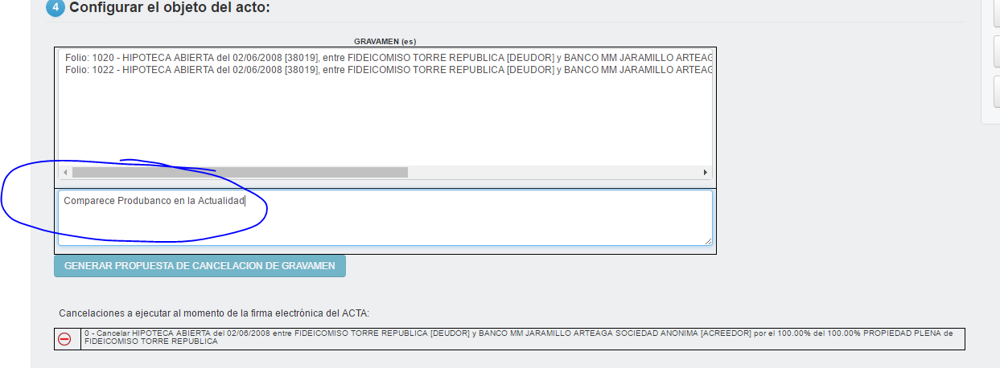 4 Configurar el objeto del acto:
GRAVAMEN (es)
Folio: 1020 - HIPOTECA ABIERTA del 02/06/2008 [38019], entre FIDEICOMISO TORRE REPUBLICA [DEUDOR] y BANCO MM JARAMILLO ARTEAG
Folio: 1022 - HIPOTECA ABIERTA del 02/06/2008 [38019], entre FIDEICOMISO TORRE REPUBLICA [DEUDOR] y BANCO MM JARAMILLO ARTEAG
Comparece Produbanco en la Actualidad
GENERAR PROPUESTA DE CANCELACION DE GRAVAMEN
Cancelaciones a ejecutar al momento de la firma electrónica del ACTA:
0 - Cancelar HIPOTECA ABIERTA del 02/06/2008 entre FIDEICOMISO TORRE REPUBLICA [DEUDOR] y BANCO MM JARAMILLO ARTEAGA SOCIEDAD ANONIMA [ACREEDOR] por el 100.00% del 100.00% PROPIEDAD PLENA de
FIDEICOMISO TORRE REPUBLICA